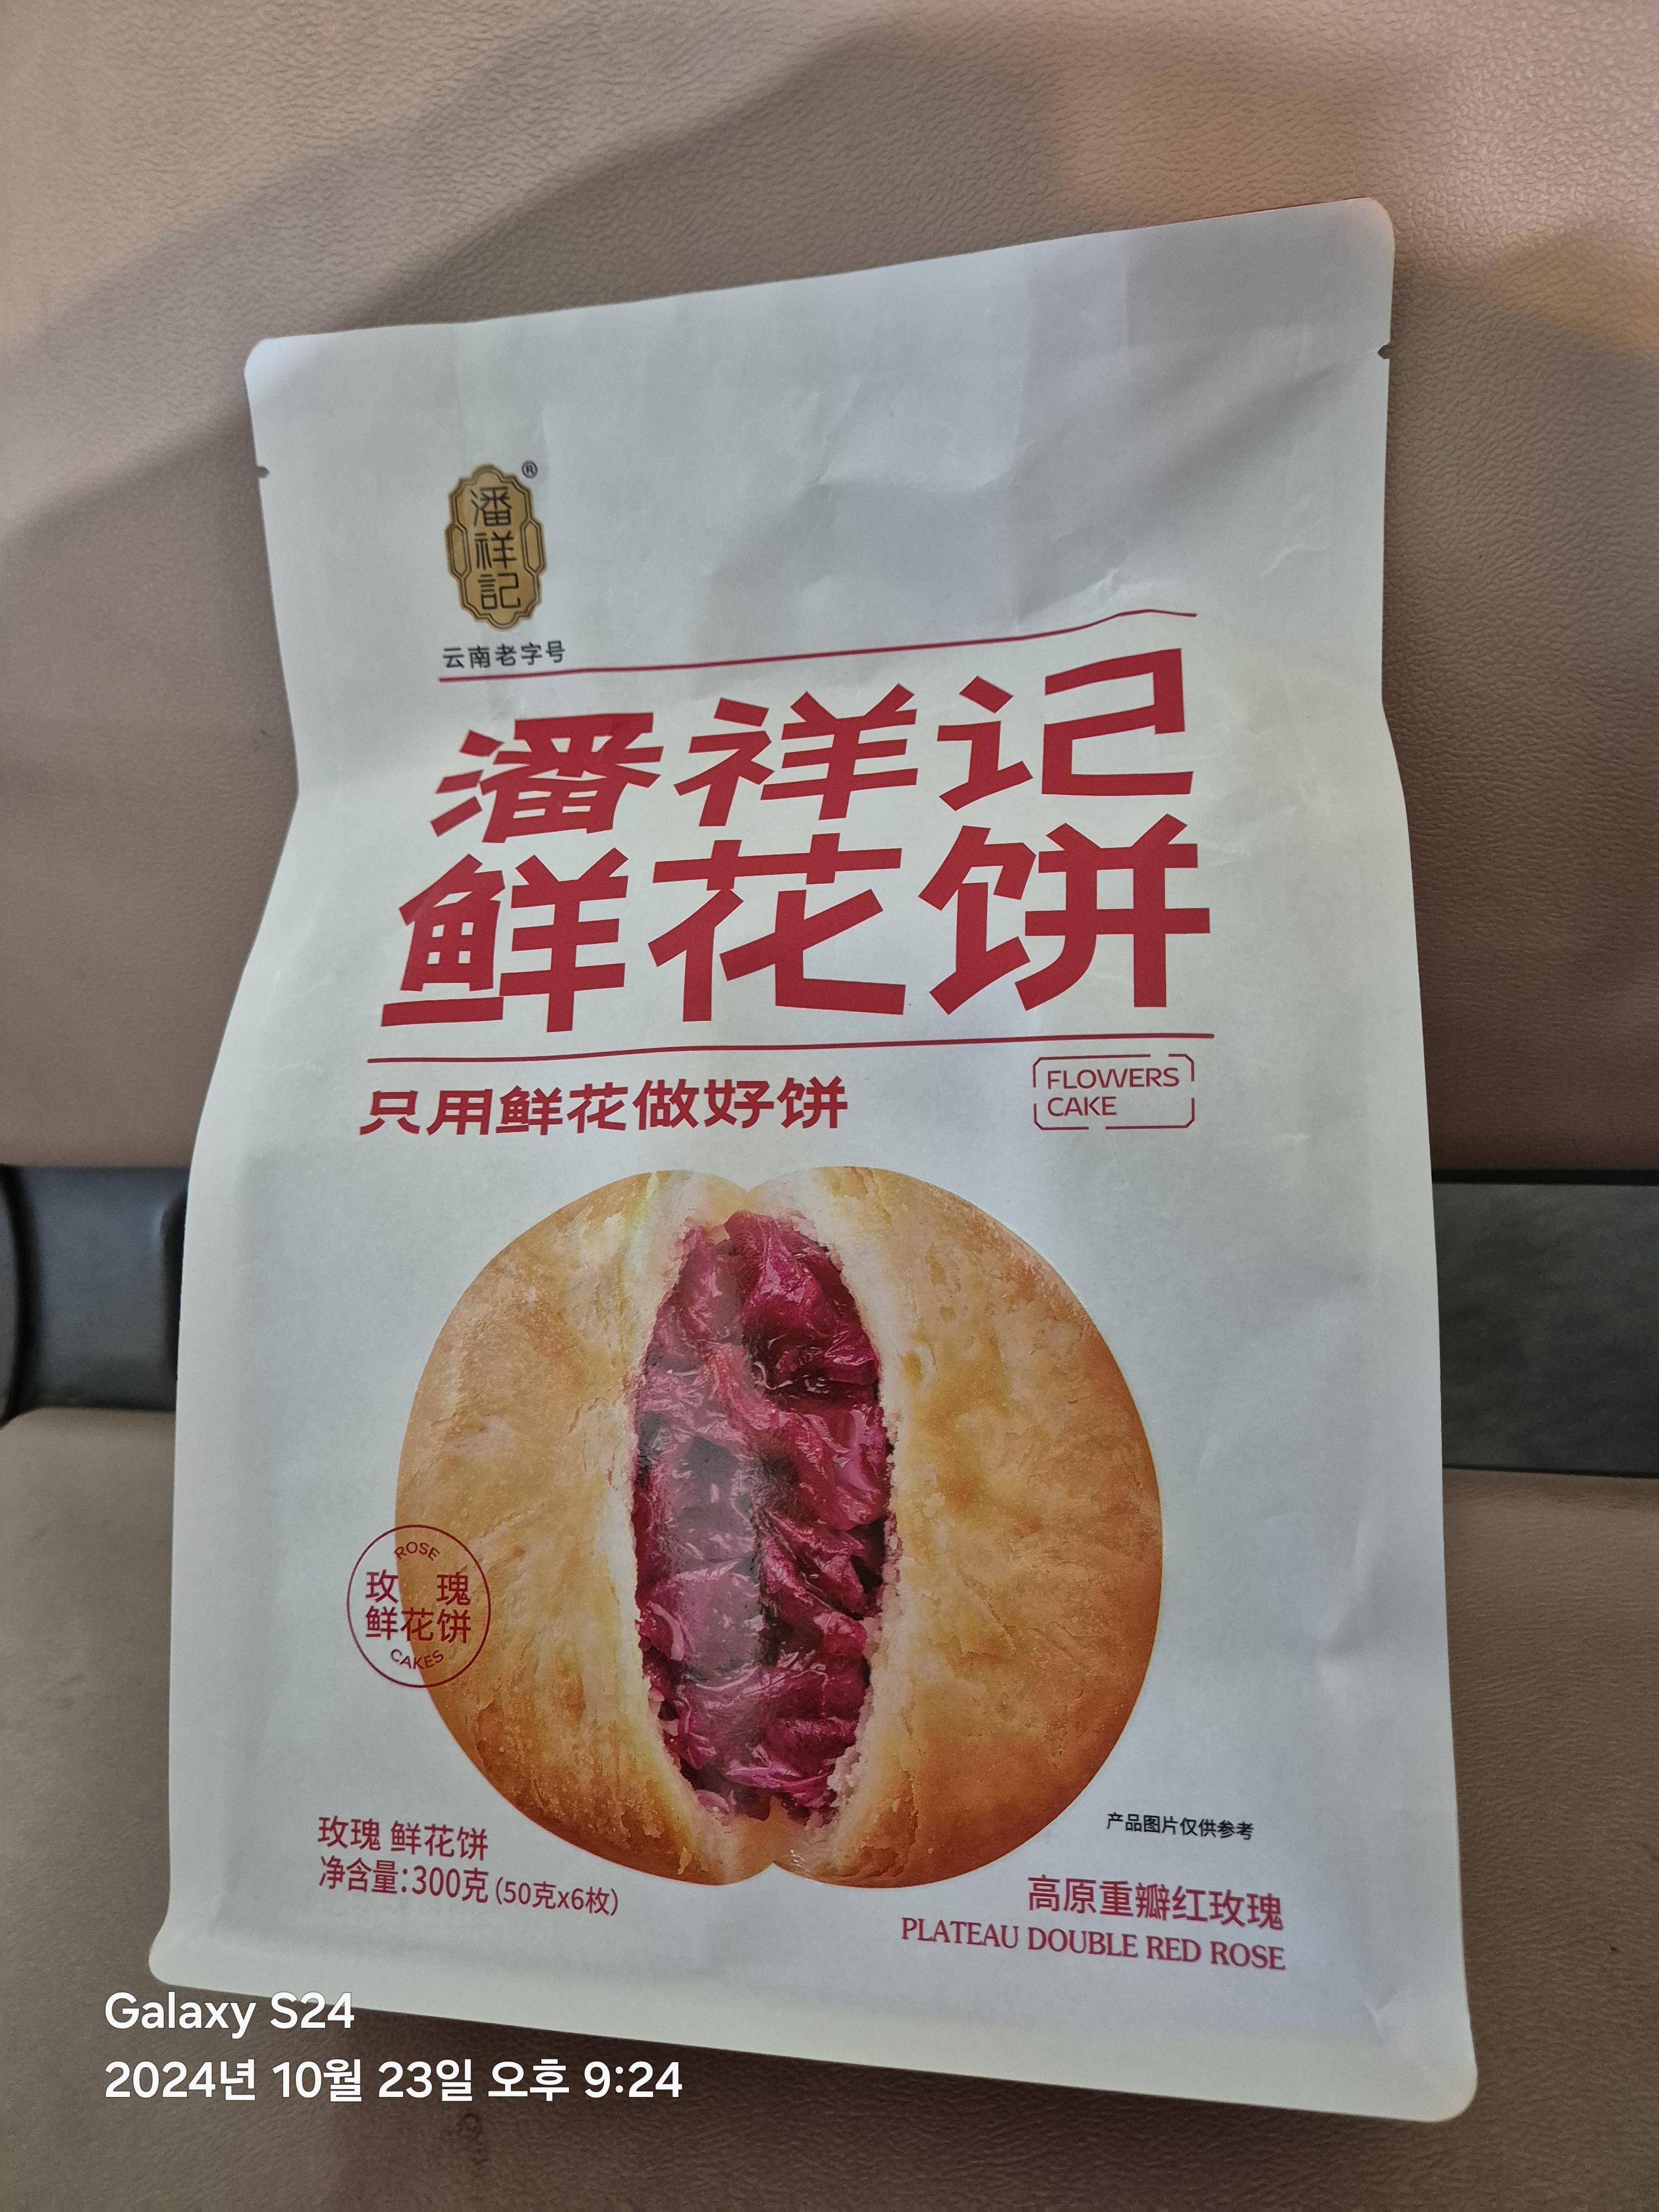 潘
祥
記
®
云南老字号
潘祥记
鲜花饼
只用鲜花做好饼
FLOWERS
CAKE
ROSE
玫 瑰
鲜花饼
CAKES
玫瑰 鲜花饼
净含量:300克(50克x6枚)
产品图片仅供参考
高原重瓣红玫瑰
PLATEAU DOUBLE RED ROSE
Galaxy S24
2024년 10월 23일 오후 9:24